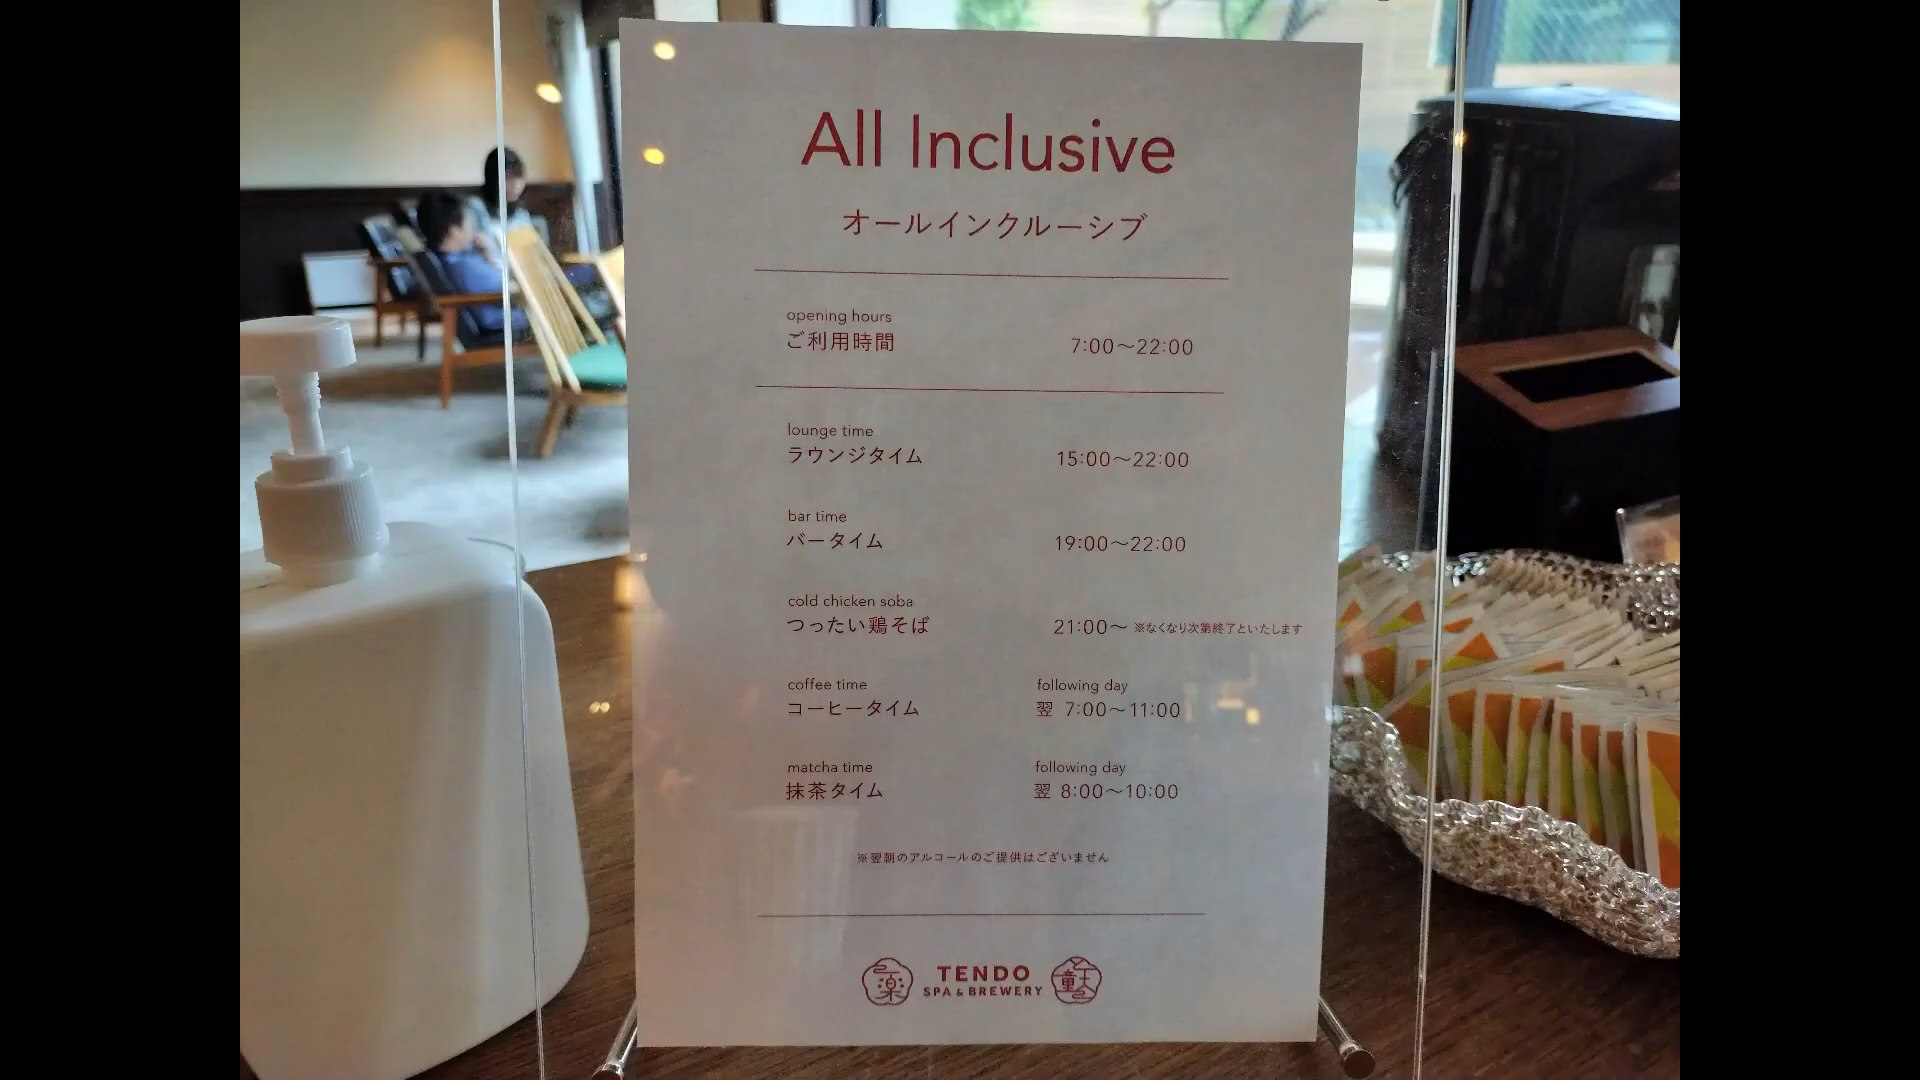 All Inclusive
オールインクルーシブ
opening hours
ご利用時間 7:00〜22:00
lounge time
ラウンジタイム 15:00〜22:00
bar time
バータイム 19:00〜22:00
cold chicken soba
つったい鶏そば 21:00〜 ※なくなり次第終了といたします
coffee time following day
コーヒータイム 翌 7:00〜11:00
matcha time following day
抹茶タイム 翌 8:00〜10:00
※翌朝のアルコールのご提供はございません
楽 TENDO 天童
SPA & BREWERY